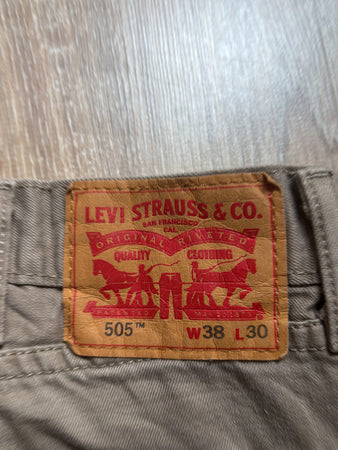 LEVI STRAUSS & CO.
SAN FRANCISCO
CAL.
ORIGINAL RIVETED
QUALITY CLOTHING
505™ W38 L30